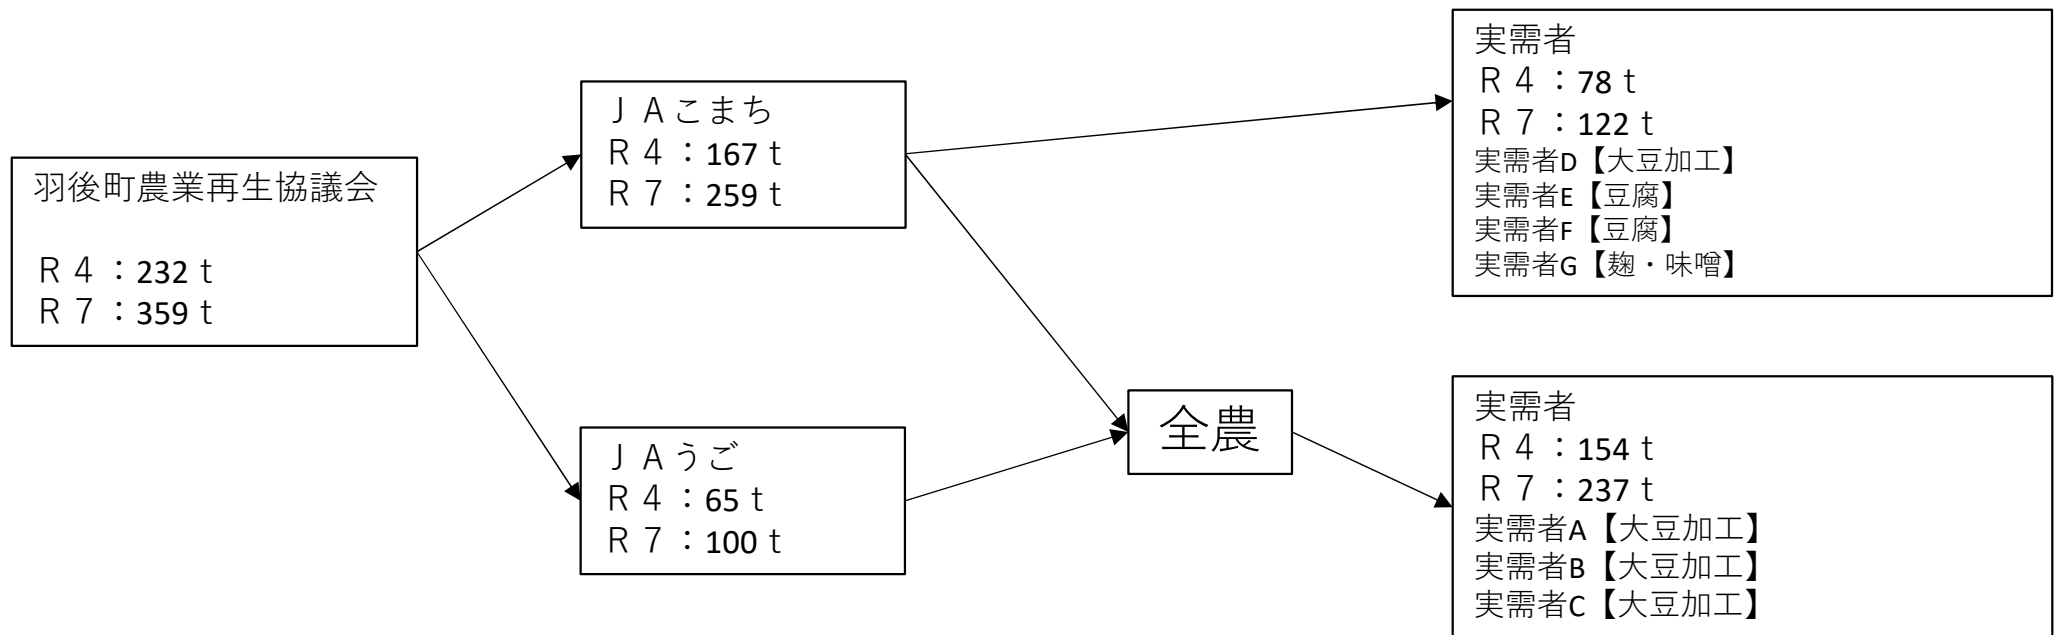 羽後町農業再生協議会
Ｒ４：232ｔ
Ｒ７：359ｔ
ＪＡこまち
Ｒ４：167ｔ
Ｒ７：259ｔ
ＪＡうご
Ｒ４：65ｔ
Ｒ７：100ｔ
全農
実需者
Ｒ４：78ｔ
Ｒ７：122ｔ
実需者D【大豆加工】
実需者E【豆腐】
実需者F【豆腐】
実需者G【麹・味噌】
実需者
Ｒ４：154ｔ
Ｒ７：237ｔ
実需者A【大豆加工】
実需者B【大豆加工】
実需者C【大豆加工】